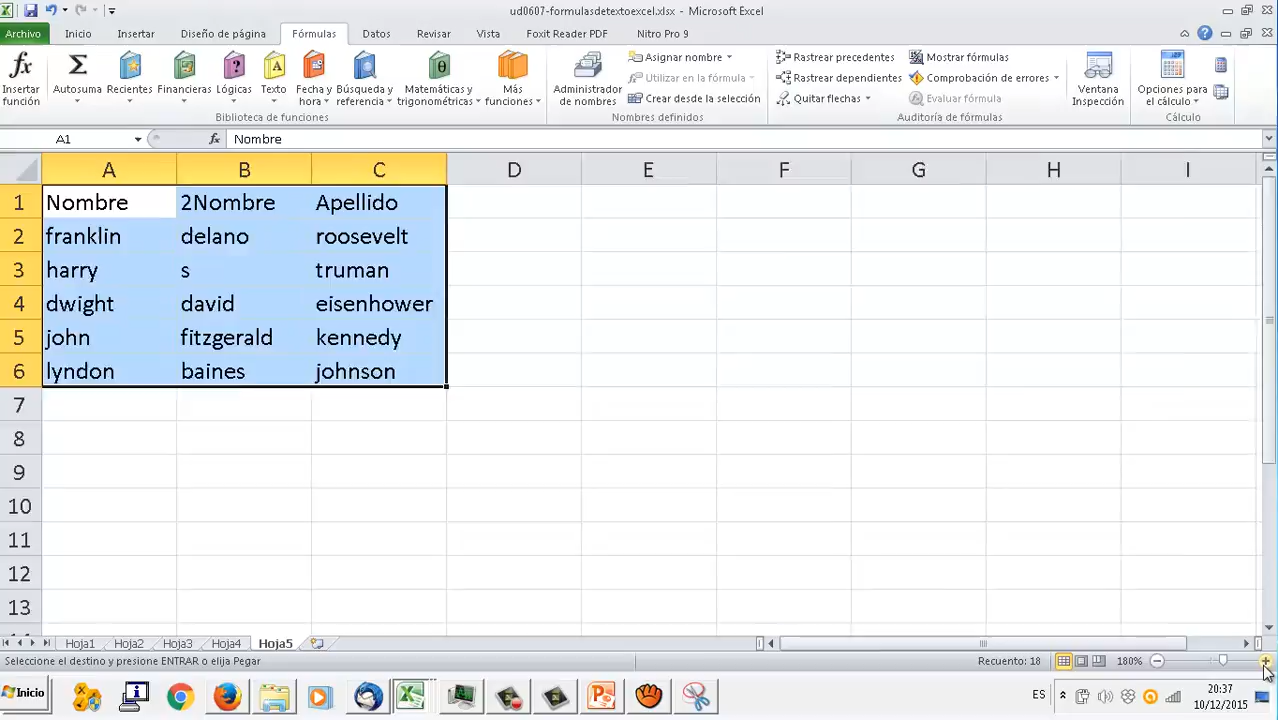 ud0607-formulasdetextoexcel.xlsx - Microsoft Excel
Archivo Inicio Insertar Diseño de página Fórmulas Datos Revisar Vista Foxit Reader PDF Nitro Pro 9
Insertar función
Autosuma
Recientes
Financieras
Lógicas
Texto
Fecha y hora
Búsqueda y referencia
Matemáticas y trigonométricas
Más funciones
Biblioteca de funciones
Administrador de nombres
Asignar nombre
Utilizar en la fórmula
Crear desde la selección
Nombres definidos
Rastrear precedentes
Rastrear dependientes
Quitar flechas
Mostrar fórmulas
Comprobación de errores
Evaluar fórmula
Auditoría de fórmulas
Ventana Inspección
Opciones para el cálculo
Cálculo
A1 fx Nombre
A B C D E F G H I
1 Nombre 2Nombre Apellido
2 franklin delano roosevelt
3 harry s truman
4 dwight david eisenhower
5 john fitzgerald kennedy
6 lyndon baines johnson
7
8
9
10
11
12
13
Hoja1 Hoja2 Hoja3 Hoja4 Hoja5
Seleccione el destino y presione ENTRAR o elija Pegar Recuento: 18 180%
Inicio ES 20:37
10/12/2015